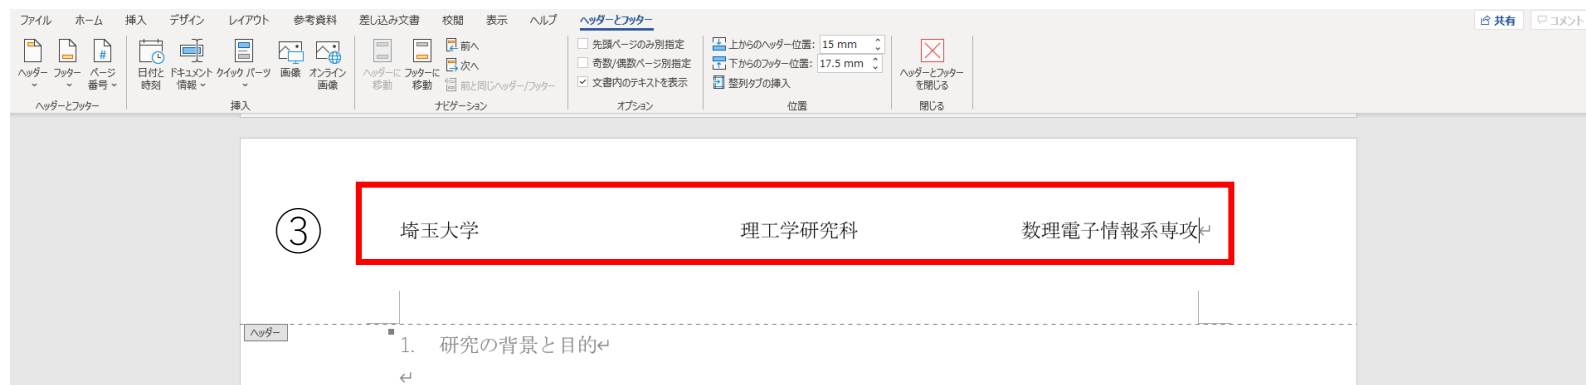 ファイル ホーム 挿入 デザイン レイアウト 参考資料 差し込み文書 校閲 表示 ヘルプ ヘッダーとフッター 共有 コメント
ヘッダー フッター ページ番号 日付と時刻 ドキュメント情報 クイック パーツ 画像 オンライン画像 ヘッダーに移動 フッターに移動
前へ
次へ
前と同じヘッダー/フッター
先頭ページのみ別指定
奇数/偶数ページ別指定
文書内のテキストを表示
上からのヘッダー位置: 15 mm
下からのフッター位置: 17.5 mm
整列タブの挿入
ヘッダーとフッターを閉じる
ヘッダーとフッター 挿入 ナビゲーション オプション 位置 閉じる
③ 埼玉大学 理工学研究科 数理電子情報系専攻↵
ヘッダー
1. 研究の背景と目的↵
↵